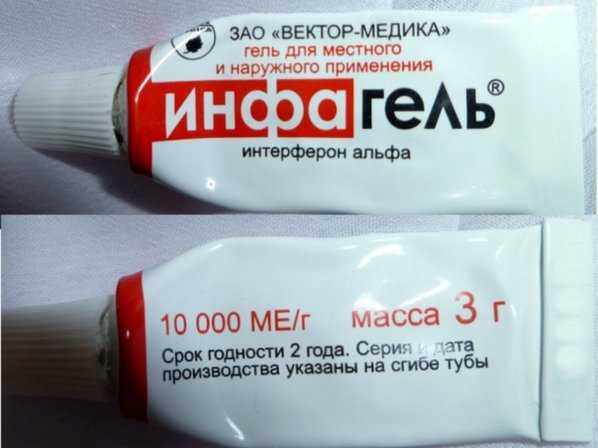 ЗАО «ВЕКТОР-МЕДИКА»
гель для местного
и наружного применения
ИНФАГЕЛЬ®
интерферон альфа
10 000 МЕ/г масса 3 г
Срок годности 2 года. Серия и дата
производства указаны на сгибе тубы